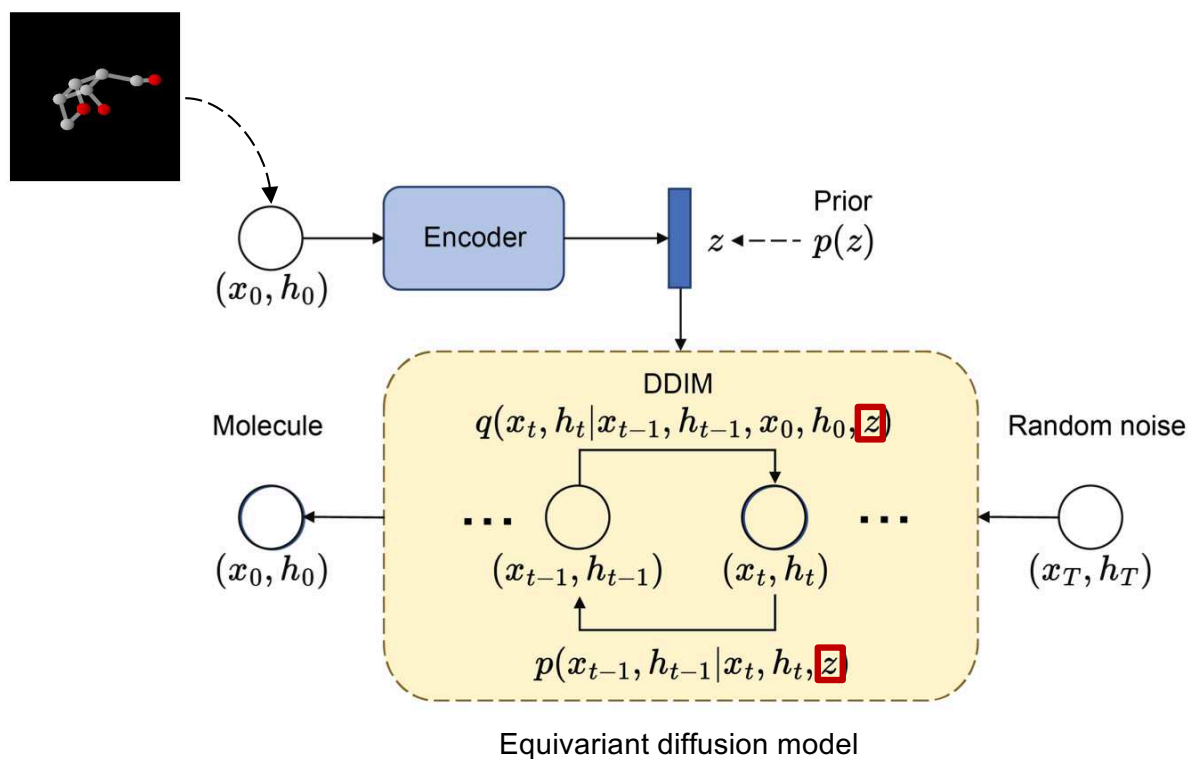 Prior
Encoder
z
p(z)
(x_0, h_0)
DDIM
q(x_t, h_t|x_{t-1}, h_{t-1}, x_0, h_0, z)
Molecule
Random noise
... ...
(x_0, h_0)
(x_{t-1}, h_{t-1})
(x_t, h_t)
(x_T, h_T)
p(x_{t-1}, h_{t-1}|x_t, h_t, z)
Equivariant diffusion model